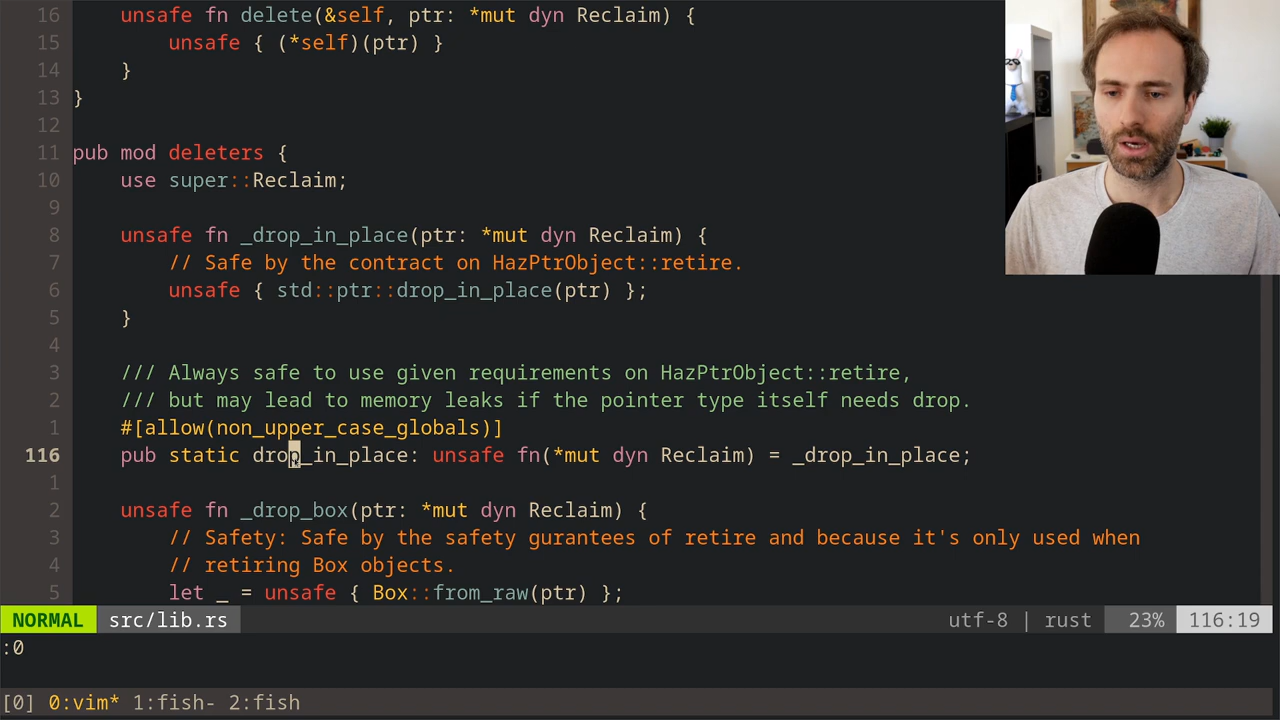 16 unsafe fn delete(&self, ptr: *mut dyn Reclaim) {
15 unsafe { (*self)(ptr) }
14 }
13 }
12
11 pub mod deleters {
10 use super::Reclaim;
9
8 unsafe fn _drop_in_place(ptr: *mut dyn Reclaim) {
7 // Safe by the contract on HazPtrObject::retire.
6 unsafe { std::ptr::drop_in_place(ptr) };
5 }
4
3 /// Always safe to use given requirements on HazPtrObject::retire,
2 /// but may lead to memory leaks if the pointer type itself needs drop.
1 #[allow(non_upper_case_globals)]
116 pub static drop_in_place: unsafe fn(*mut dyn Reclaim) = _drop_in_place;
1
2 unsafe fn _drop_box(ptr: *mut dyn Reclaim) {
3 // Safety: Safe by the safety gurantees of retire and because it's only used when
4 // retiring Box objects.
5 let _ = unsafe { Box::from_raw(ptr) };
NORMAL src/lib.rs utf-8 | rust 23% 116:19
:0
[0] 0:vim* 1:fish- 2:fish